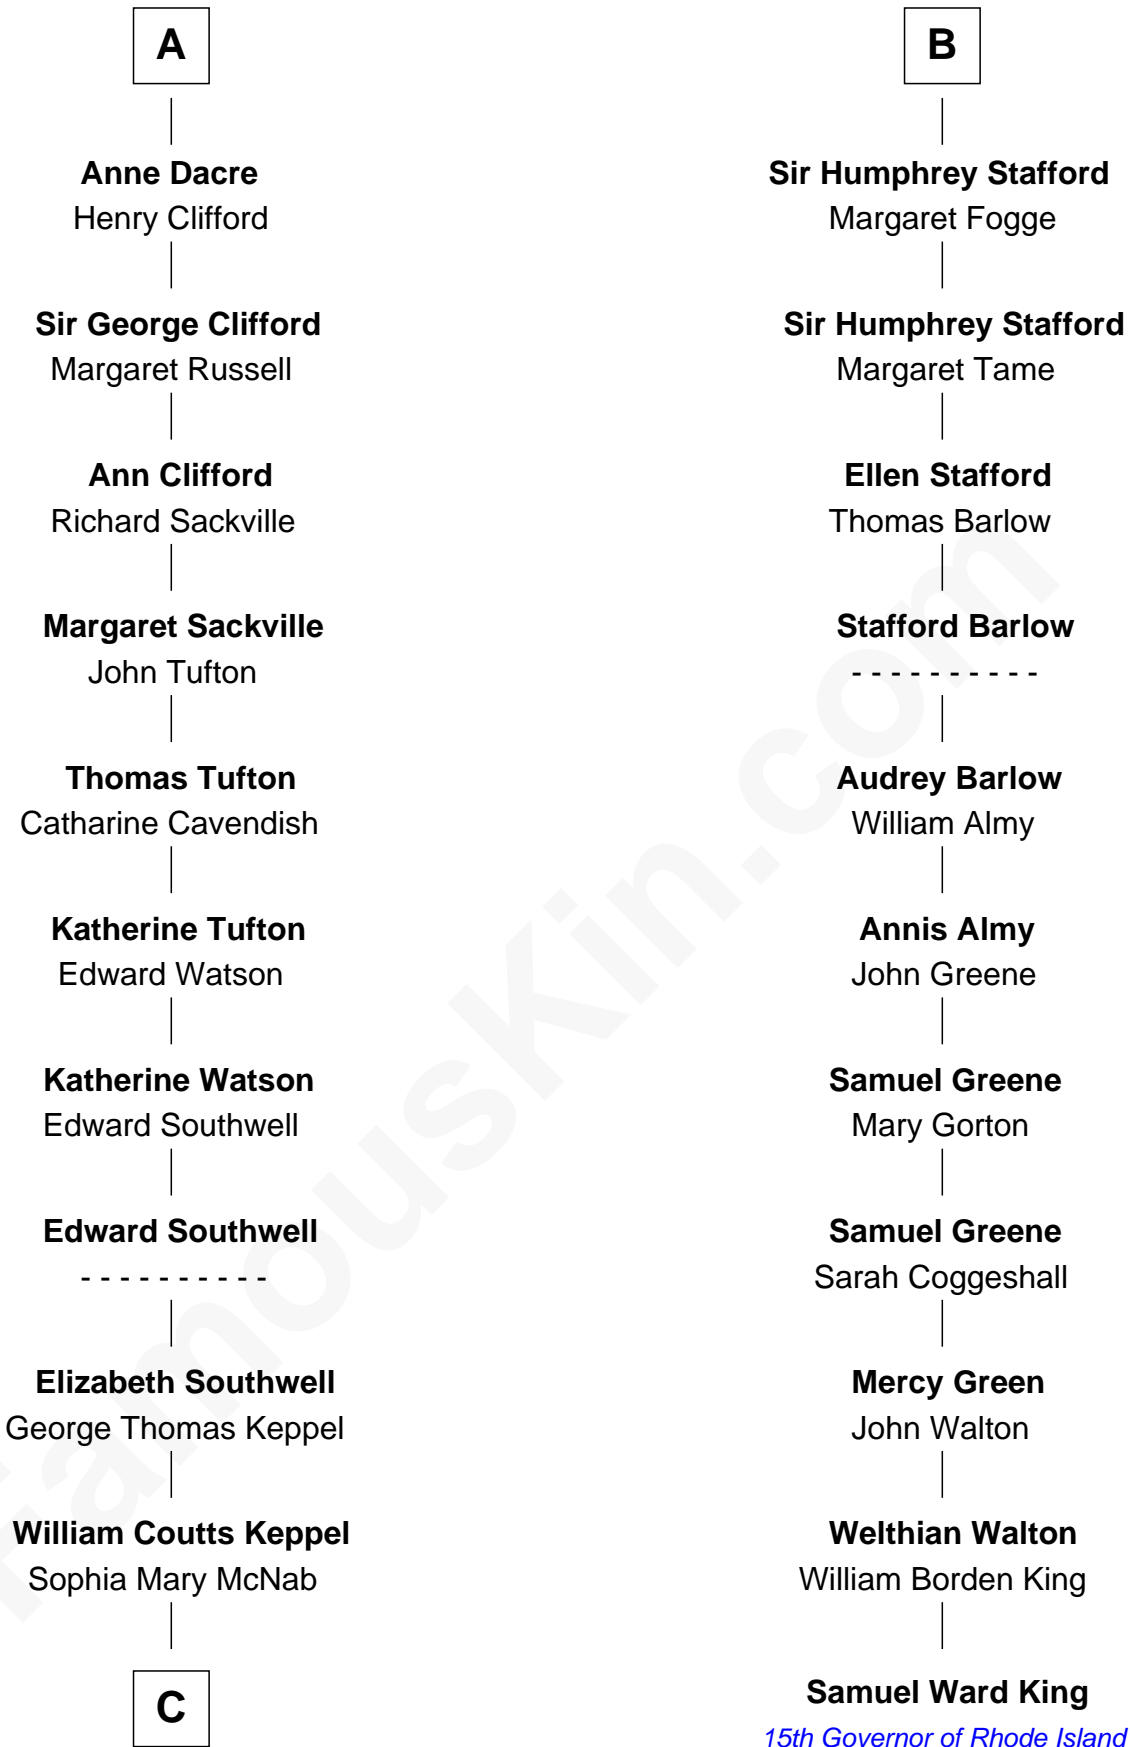 A
Anne Dacre
Henry Clifford
Sir George Clifford
Margaret Russell
Ann Clifford
Richard Sackville
Margaret Sackville
John Tufton
Thomas Tufton
Catharine Cavendish
Katherine Tufton
Edward Watson
Katherine Watson
Edward Southwell
Edward Southwell
- - - - - - - - - -
Elizabeth Southwell
George Thomas Keppel
William Coutts Keppel
Sophia Mary McNab
C
B
Sir Humphrey Stafford
Margaret Fogge
Sir Humphrey Stafford
Margaret Tame
Ellen Stafford
Thomas Barlow
Stafford Barlow
- - - - - - - - - -
Audrey Barlow
William Almy
Annis Almy
John Greene
Samuel Greene
Mary Gorton
Samuel Greene
Sarah Coggeshall
Mercy Green
John Walton
Welthian Walton
William Borden King
Samuel Ward King
15th Governor of Rhode Island
FamousKin.com